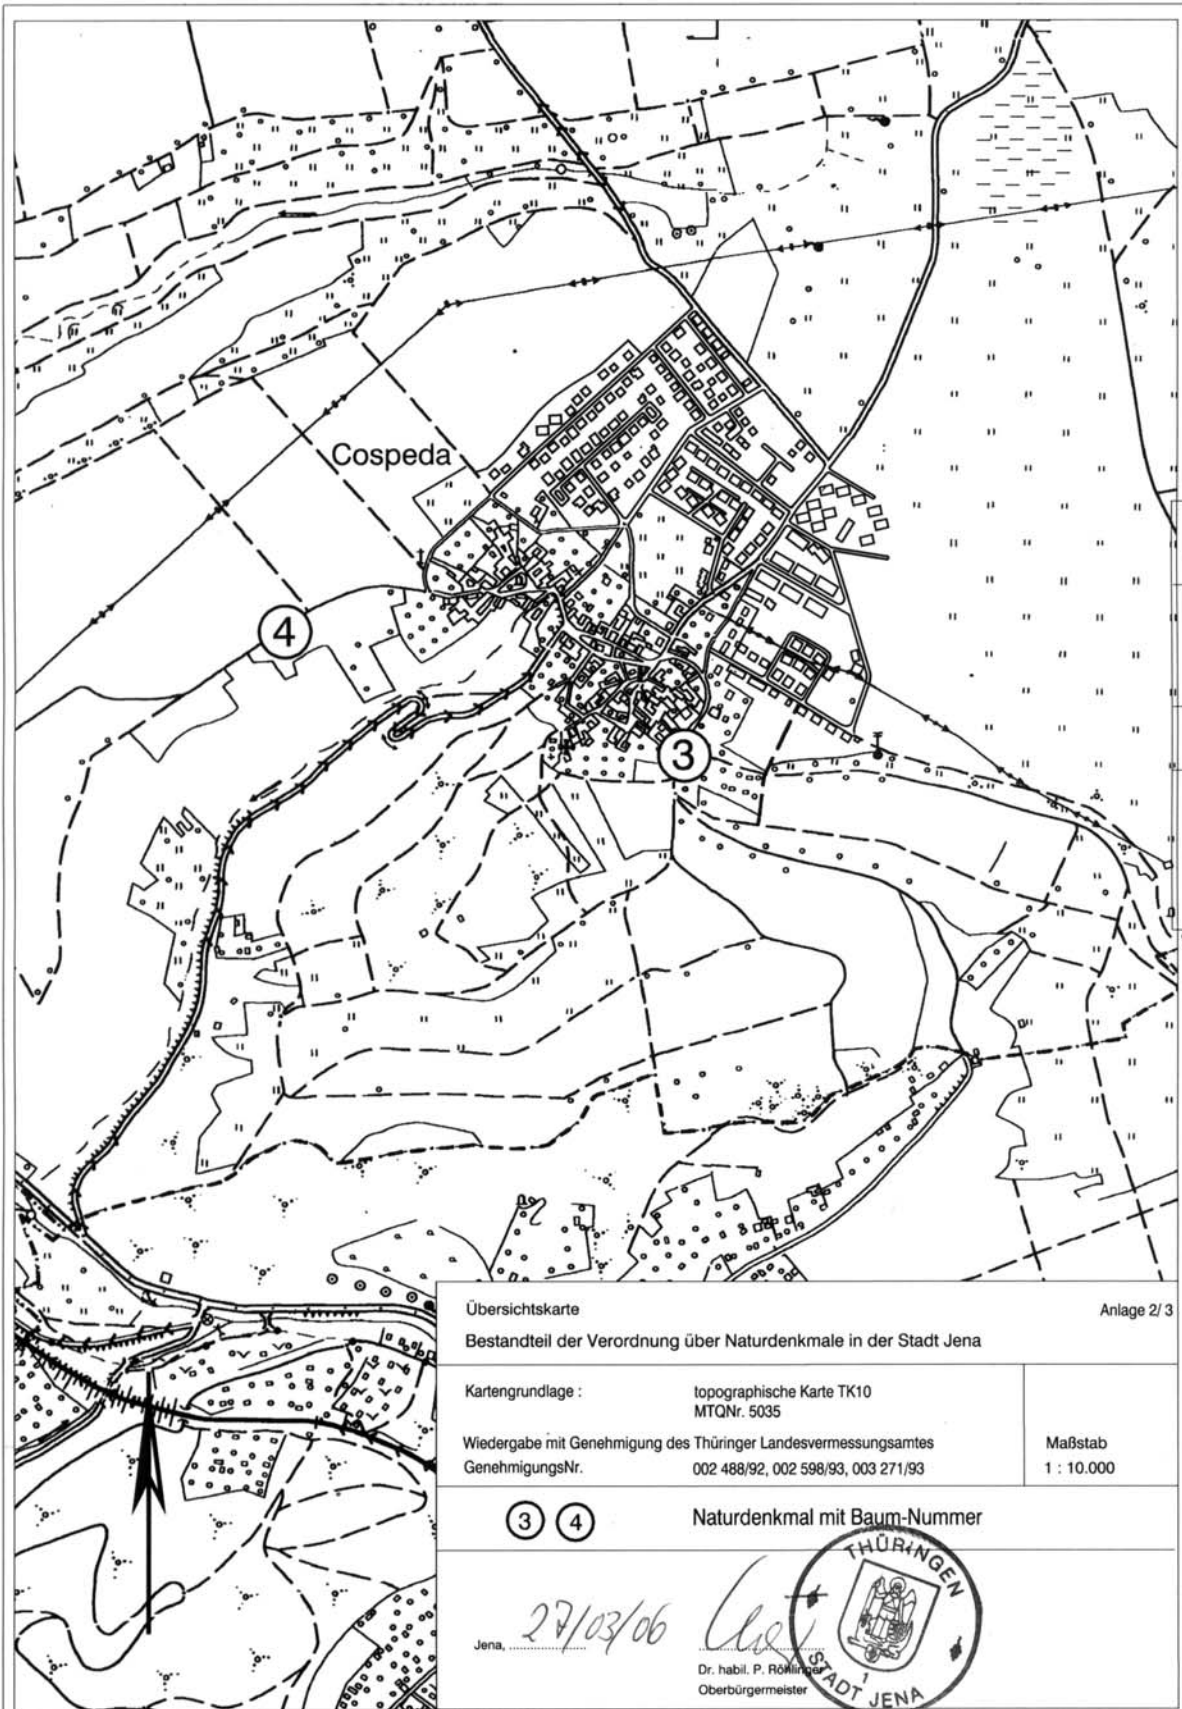 Cospeda
4
3
Übersichtskarte
Anlage 2/ 3
Bestandteil der Verordnung über Naturdenkmale in der Stadt Jena
Kartengrundlage :
topographische Karte TK10
MTQNr. 5035
Wiedergabe mit Genehmigung des Thüringer Landesvermessungsamtes
GenehmigungsNr.
002 488/92, 002 598/93, 003 271/93
Maßstab
1 : 10.000
3 4
Naturdenkmal mit Baum-Nummer
Jena, 27/03/06
Dr. habil. P. Röhlinger
Oberbürgermeister
THÜRINGEN
1
STADT JENA